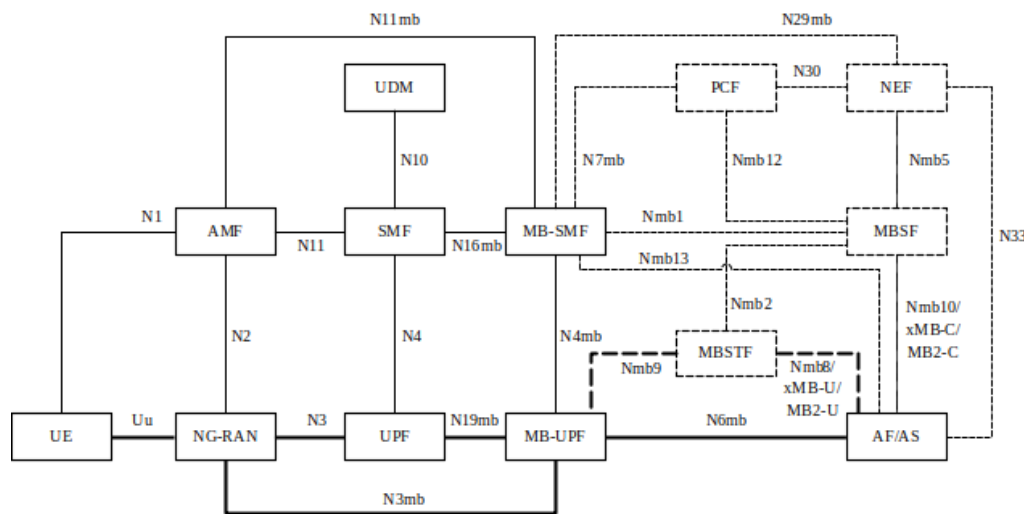 N11mb
N29mb
UDM
PCF
N30
NEF
N10
N7mb
Nmb12
Nmb5
N1
AMF
N11
SMF
N16mb
MB-SMF
Nmb1
MBSF
N33
Nmb13
N2
N4
N4mb
Nmb2
Nmb10/
xMB-C/
MB2-C
MBSTF
Nmb9
Nmb8/
xMB-U/
MB2-U
UE
Uu
NG-RAN
N3
UPF
N19mb
MB-UPF
N6mb
AF/AS
N3mb